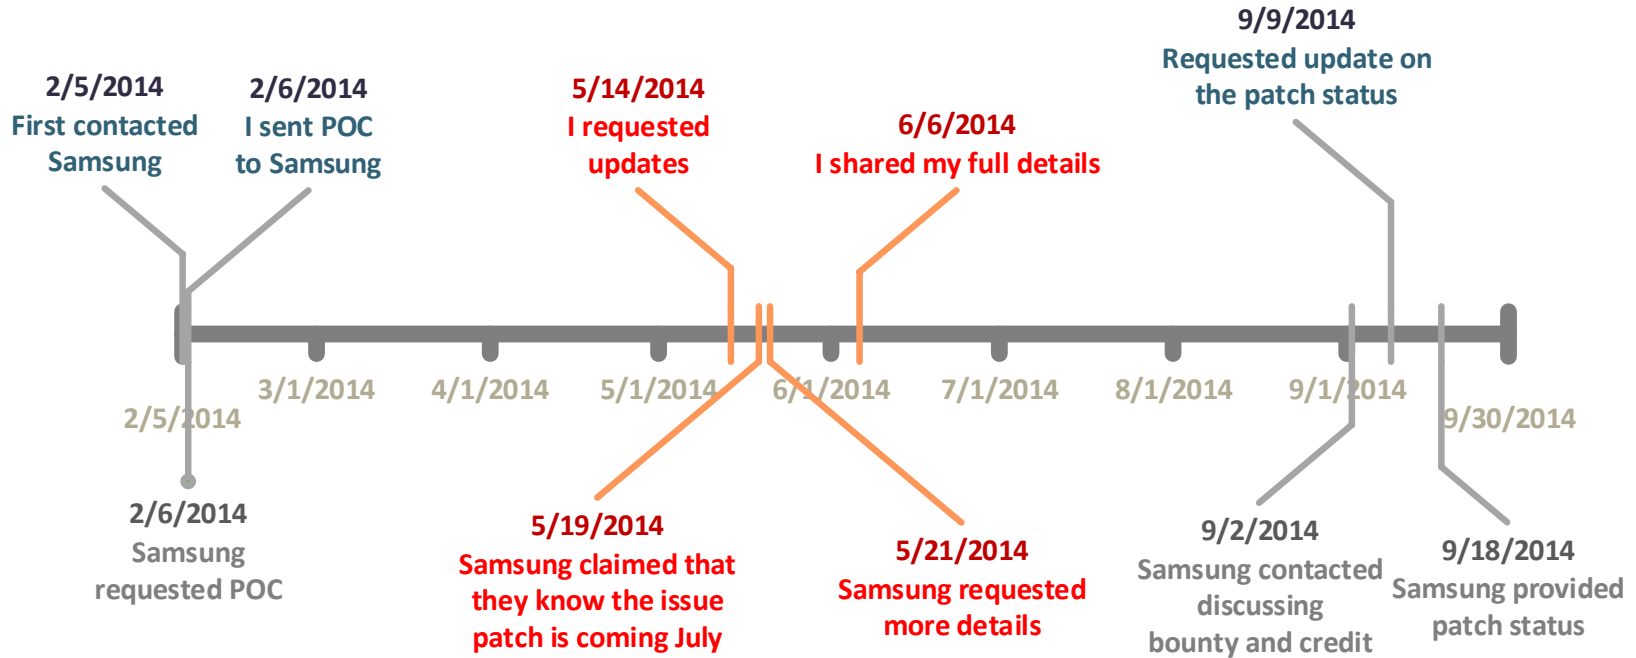 2/5/2014
First contacted
Samsung
2/6/2014
I sent POC
to Samsung
5/14/2014
I requested
updates
6/6/2014
I shared my full details
9/9/2014
Requested update on
the patch status
2/5/2014
3/1/2014
4/1/2014
5/1/2014
6/1/2014
7/1/2014
8/1/2014
9/1/2014
9/30/2014
2/6/2014
Samsung
requested POC
5/19/2014
Samsung claimed that
they know the issue
patch is coming July
5/21/2014
Samsung requested
more details
9/2/2014
Samsung contacted
discussing
bounty and credit
9/18/2014
Samsung provided
patch status